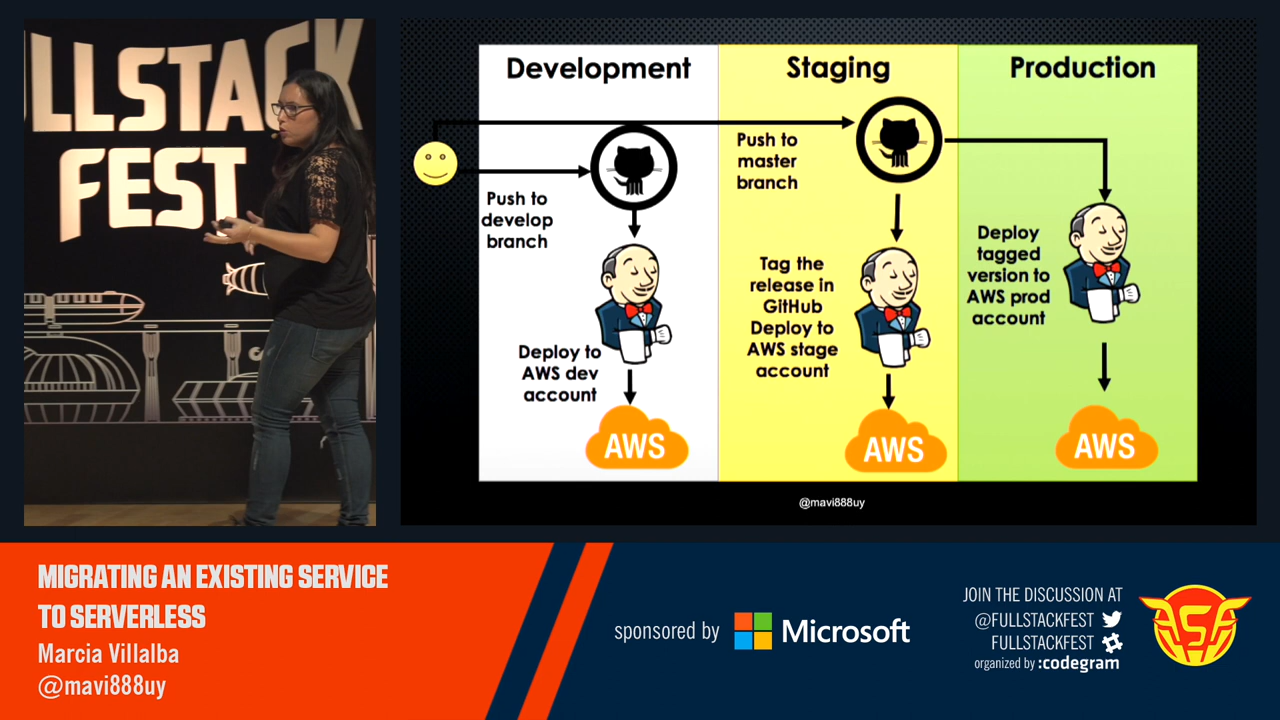 LLSTACK
FEST
Development
Staging
Production
Push to
develop
branch
Deploy to
AWS dev
account
AWS
Push to
master
branch
Tag the
release in
GitHub
Deploy to
AWS stage
account
AWS
Deploy
tagged
version to
AWS prod
account
AWS
@mavi888uy
MIGRATING AN EXISTING SERVICE
TO SERVERLESS
Marcia Villalba
@mavi888uy
sponsored by Microsoft
JOIN THE DISCUSSION AT
@FULLSTACKFEST
FULLSTACKFEST
organized by :codegram
FSF